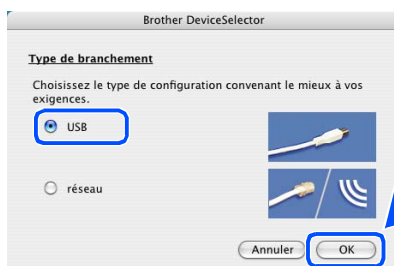 Brother DeviceSelector
Type de branchement
Choisissez le type de configuration convenant le mieux à vos
exigences.
USB
réseau
Annuler OK